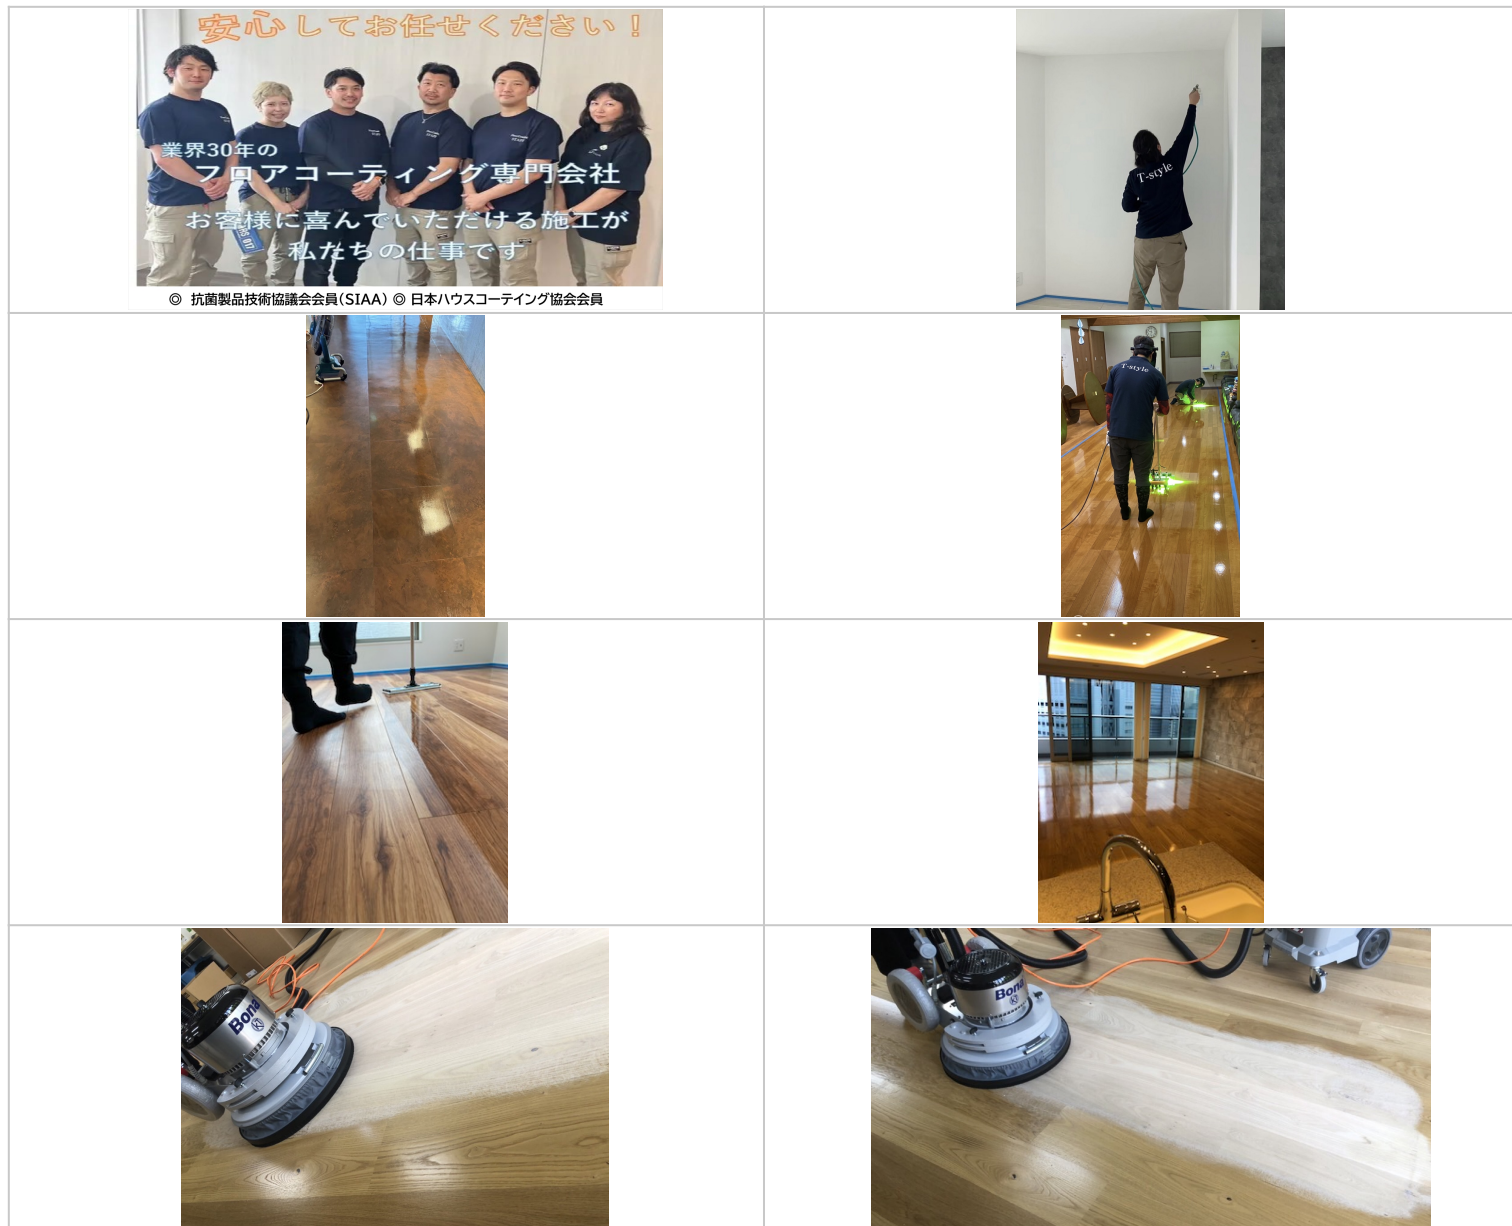 安心してお任せください！
業界30年の
フロアコーティング専門会社
お客様に喜んでいただける施工が
私たちの仕事です
◎ 抗菌製品技術協議会会員(SIAA) ◎ 日本ハウスコーテイング協会会員
T-style
T-style
Bona
Bona